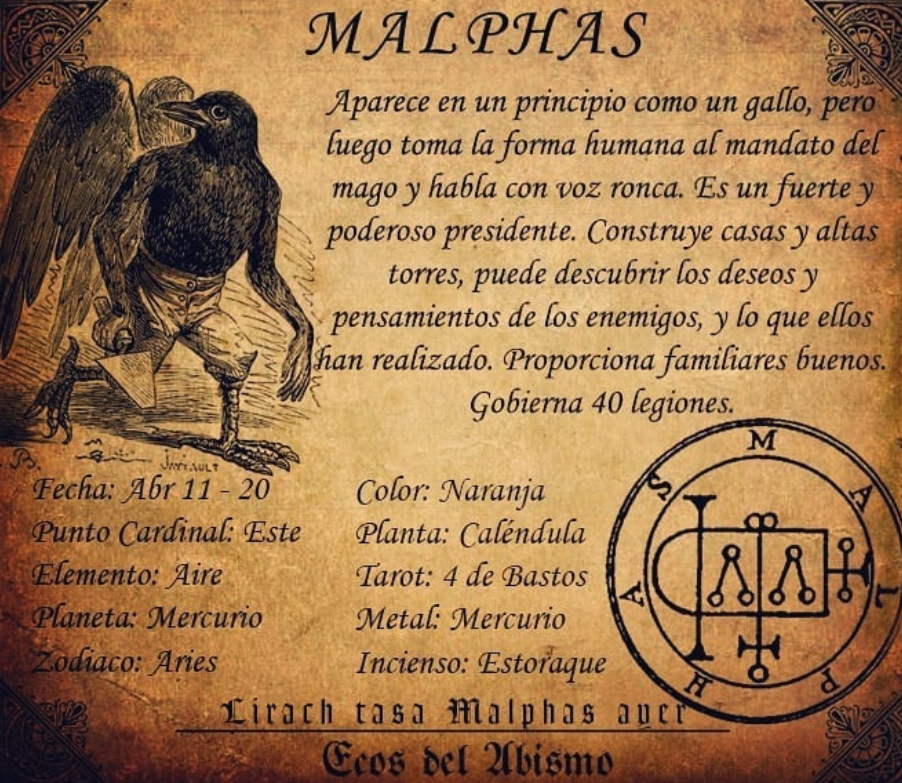 MALPHAS
Aparece en un principio como un gallo, pero
luego toma la forma humana al mandato del
mago y habla con voz ronca. Es un fuerte y
poderoso presidente. Construye casas y altas
torres, puede descubrir los deseos y
pensamientos de los enemigos, y lo que ellos
han realizado. Proporciona familiares buenos.
Gobierna 40 legiones.
Fecha: Abr 11 - 20
Punto Cardinal: Este
Elemento: Aire
Planeta: Mercurio
Zodiaco: Aries
Color: Naranja
Planta: Caléndula
Tarot: 4 de Bastos
Metal: Mercurio
Incienso: Estoraque
MALPHAS
Lirach tasa Malphas ayer
Ecos del Abismo